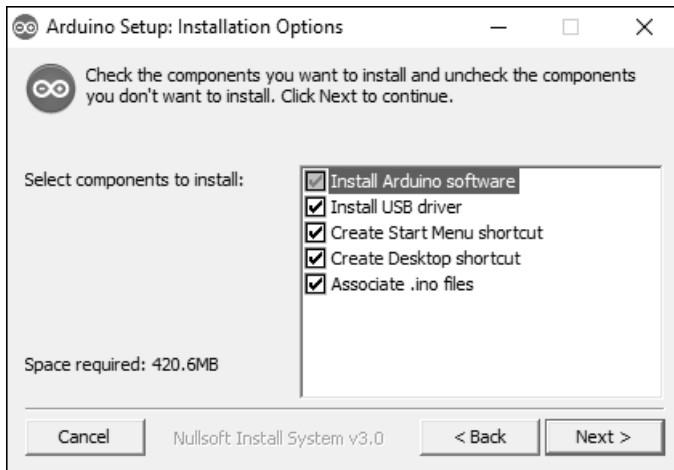 Arduino Setup: Installation Options
Check the components you want to install and uncheck the components
you don't want to install. Click Next to continue.
Select components to install:
Install Arduino software
Install USB driver
Create Start Menu shortcut
Create Desktop shortcut
Associate .ino files
Space required: 420.6MB
Cancel
Nullsoft Install System v3.0
< Back
Next >